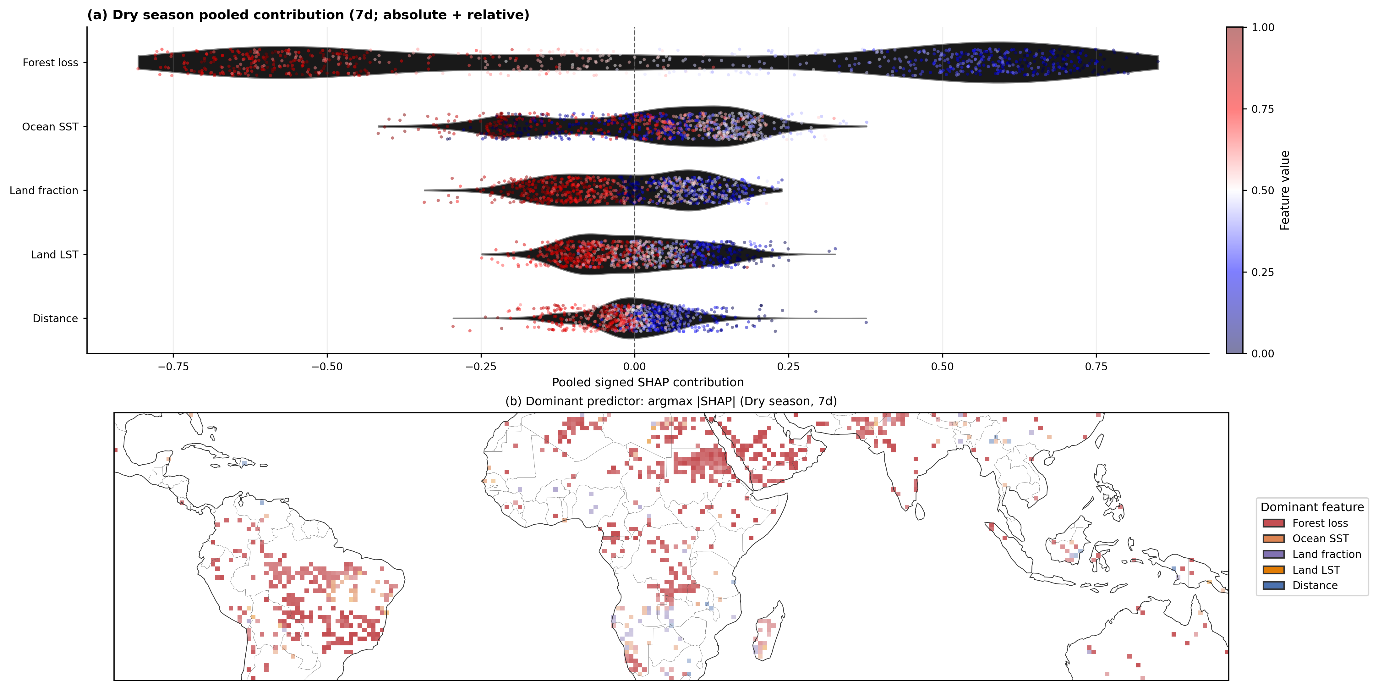 (a) Dry season pooled contribution (7d; absolute + relative)
Forest loss
Ocean SST
Land fraction
Land LST
Distance
−0.75
−0.50
−0.25
0.00
0.25
0.50
0.75
Pooled signed SHAP contribution
1.00
0.75
0.50
0.25
0.00
Feature value
(b) Dominant predictor: argmax |SHAP| (Dry season, 7d)
Dominant feature
Forest loss
Ocean SST
Land fraction
Land LST
Distance